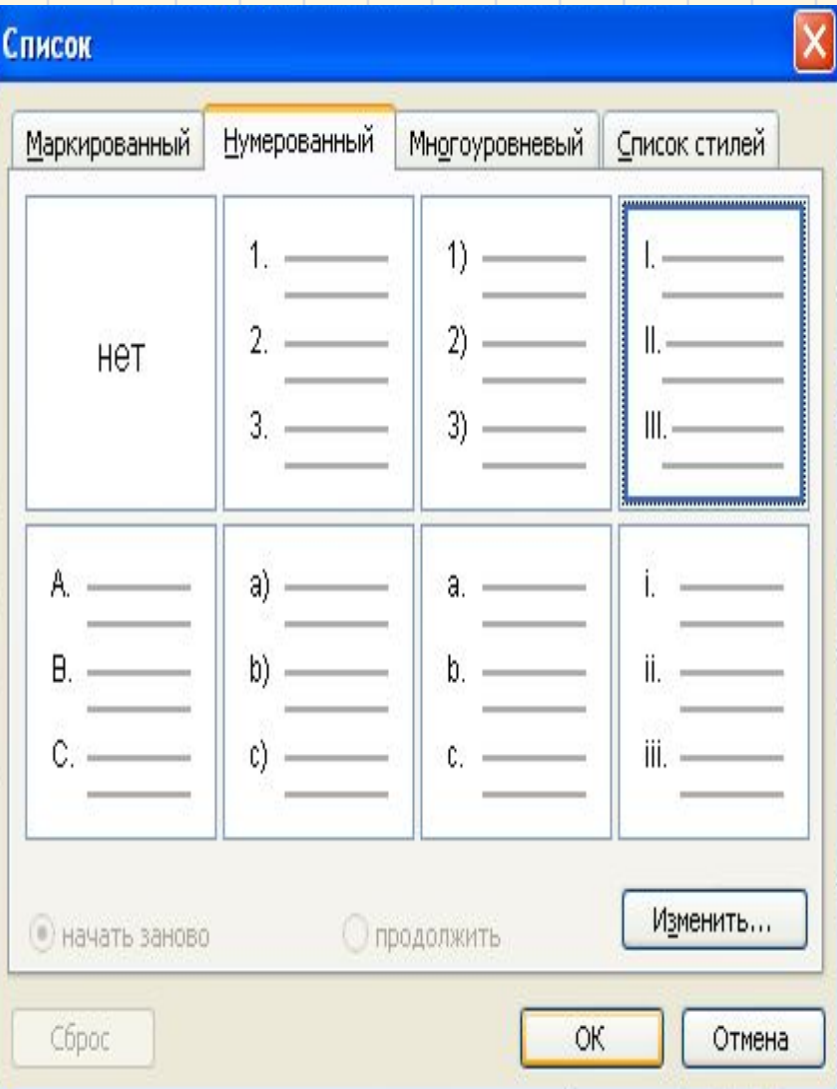 Список
Маркированный Нумерованный Многоуровневый Список стилей
нет
1.
2.
3.
1)
2)
3)
I.
II.
III.
A.
B.
C.
a)
b)
c)
a.
b.
c.
i.
ii.
iii.
начать заново продолжить Изменить...
Сброс ОК Отмена